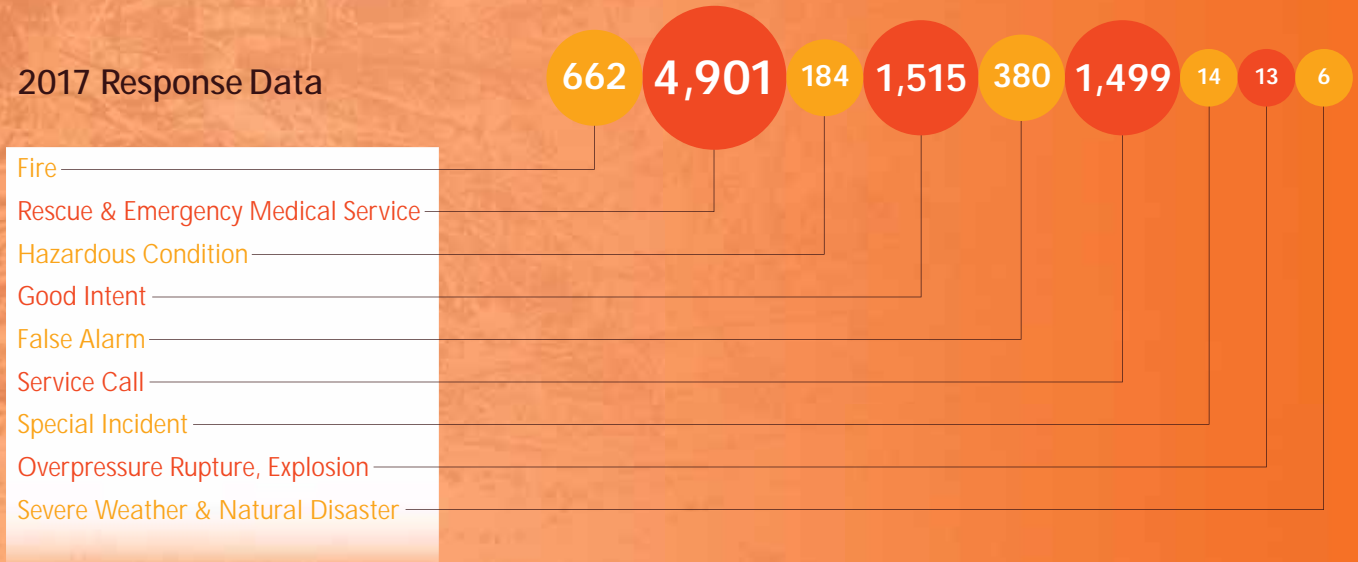 2017 Response Data
662 4,901 184 1,515 380 1,499 14 13 6
Fire
Rescue & Emergency Medical Service
Hazardous Condition
Good Intent
False Alarm
Service Call
Special Incident
Overpressure Rupture, Explosion
Severe Weather & Natural Disaster